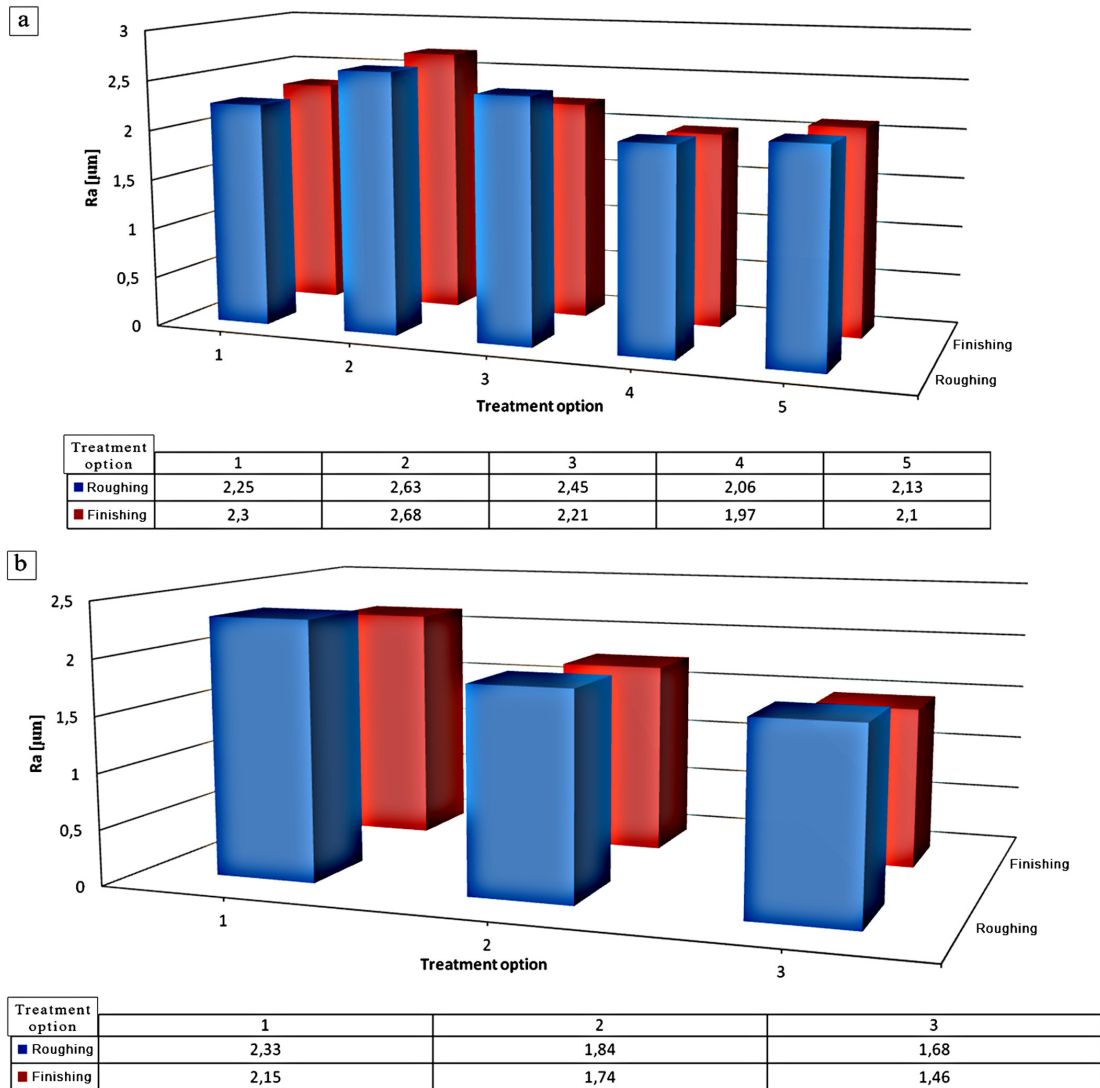 a
3
2,5
2
1,5
1
0,5
0
Ra [µm]
1
2
3
4
5
Finishing
Roughing
Treatment option
Treatment option 1 2 3 4 5
Roughing 2,25 2,63 2,45 2,06 2,13
Finishing 2,3 2,68 2,21 1,97 2,1
b
2,5
2
1,5
1
0,5
0
Ra [µm]
1
2
3
Finishing
Roughing
Treatment option
Treatment option 1 2 3
Roughing 2,33 1,84 1,68
Finishing 2,15 1,74 1,46